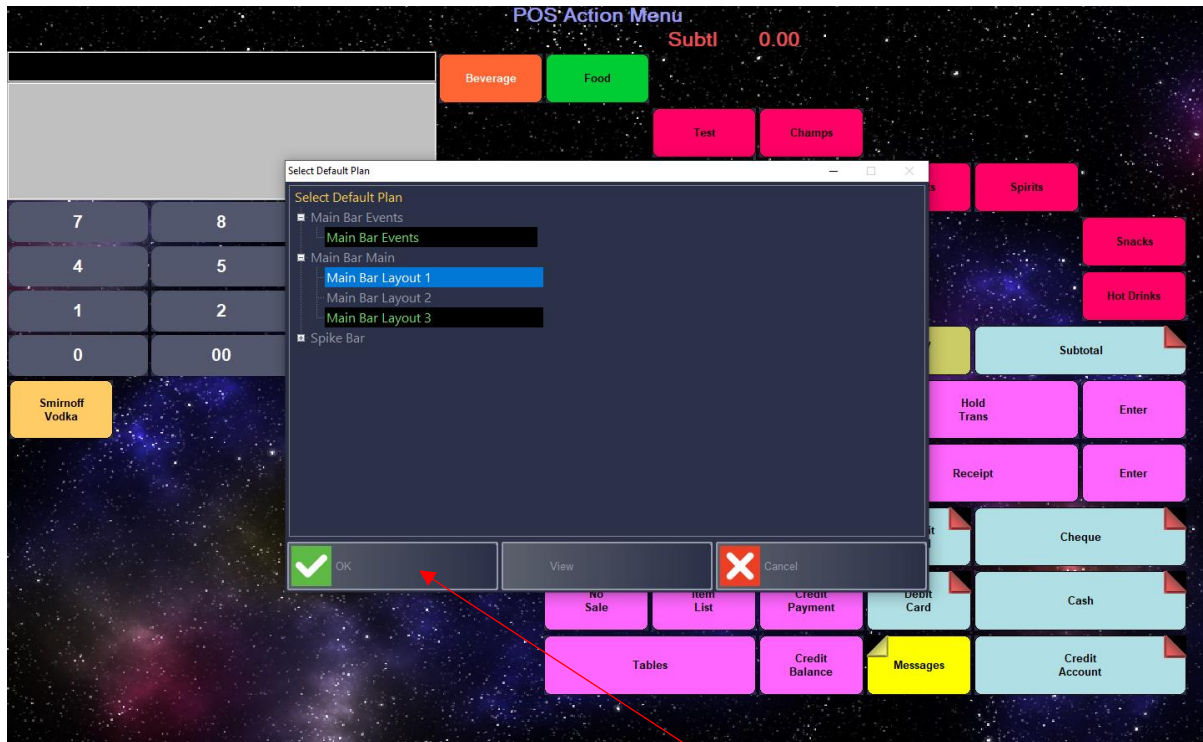 POS Action Menu
Subtl 0.00
Beverage
Food
Test
Champs
Spirits
Snacks
Hot Drinks
7
8
4
5
1
2
0
00
Smirnoff
Vodka
Select Default Plan
Select Default Plan
Main Bar Events
Main Bar Events
Main Bar Main
Main Bar Layout 1
Main Bar Layout 2
Main Bar Layout 3
Spike Bar
OK
View
Cancel
Subtotal
Hold
Trans
Enter
Receipt
Enter
Cheque
No
Sale
Item
List
Credit
Payment
Debit
Card
Cash
Tables
Credit
Balance
Messages
Credit
Account